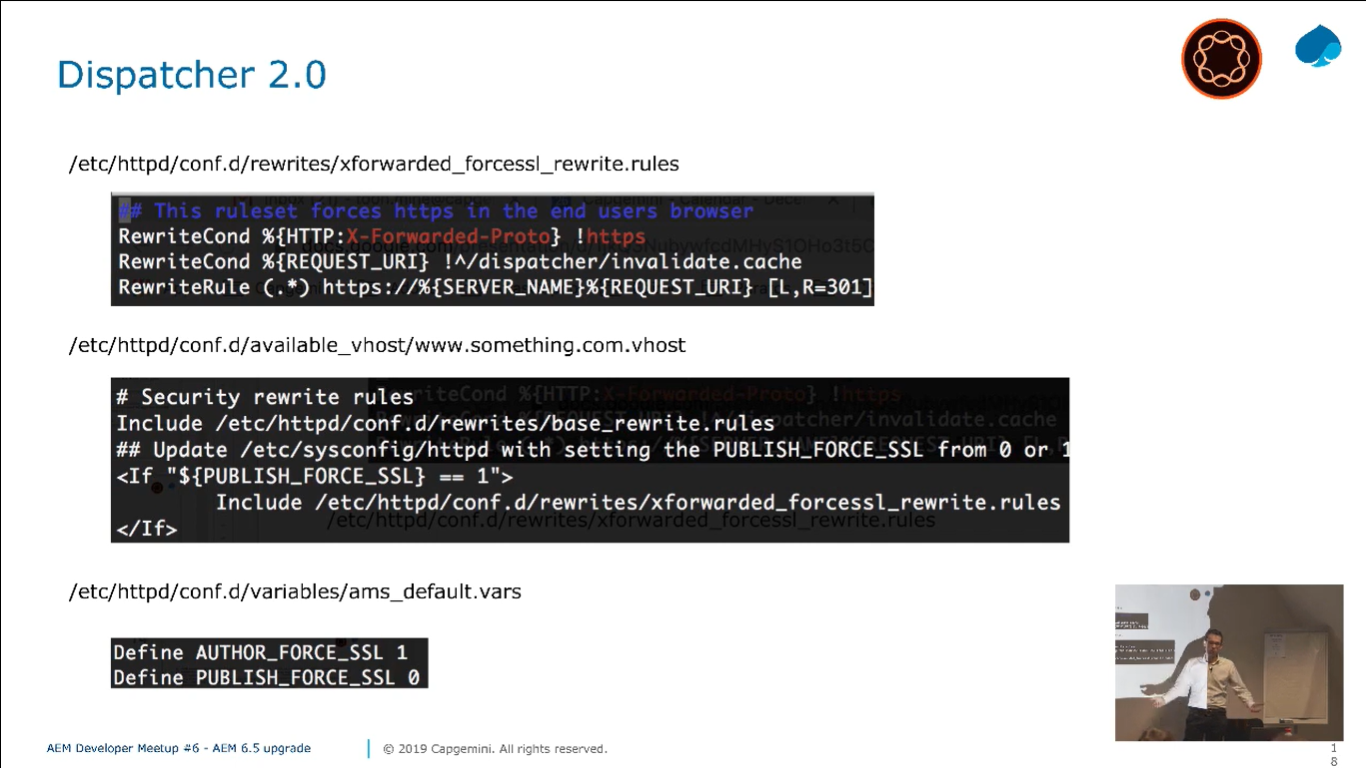 Dispatcher 2.0
/etc/httpd/conf.d/rewrites/xforwarded_forcessl_rewrite.rules
## This ruleset forces https in the end users browser
RewriteCond %{HTTP:X-Forwarded-Proto} !https
RewriteCond %{REQUEST_URI} !^/dispatcher/invalidate.cache
RewriteRule (.*) https://%{SERVER_NAME}%{REQUEST_URI} [L,R=301]
/etc/httpd/conf.d/available_vhost/www.something.com.vhost
# Security rewrite rules
Include /etc/httpd/conf.d/rewrites/base_rewrite.rules
## Update /etc/sysconfig/httpd with setting the PUBLISH_FORCE_SSL from 0 or 1
<If "${PUBLISH_FORCE_SSL} == 1">
Include /etc/httpd/conf.d/rewrites/xforwarded_forcessl_rewrite.rules
</If>
/etc/httpd/conf.d/variables/ams_default.vars
Define AUTHOR_FORCE_SSL 1
Define PUBLISH_FORCE_SSL 0
AEM Developer Meetup #6 - AEM 6.5 upgrade
© 2019 Capgemini. All rights reserved.
1
8